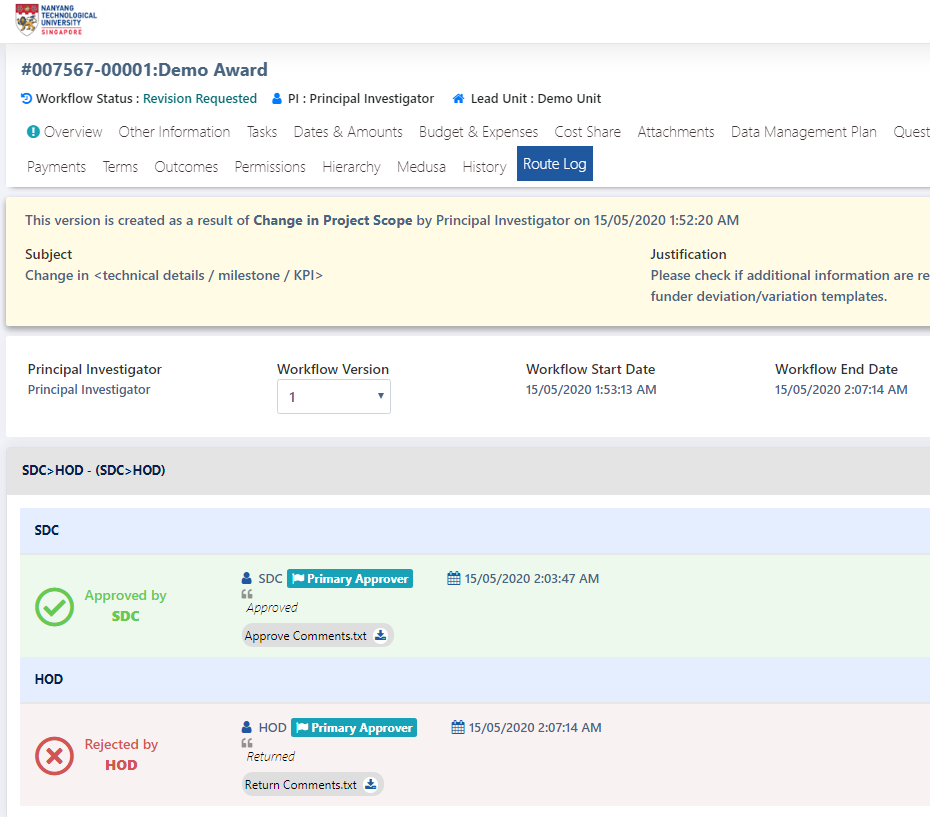 NANYANG
TECHNOLOGICAL
UNIVERSITY
SINGAPORE
#007567-00001:Demo Award
Workflow Status : Revision Requested PI : Principal Investigator Lead Unit : Demo Unit
Overview Other Information Tasks Dates & Amounts Budget & Expenses Cost Share Attachments Data Management Plan Quest
Payments Terms Outcomes Permissions Hierarchy Medusa History Route Log
This version is created as a result of Change in Project Scope by Principal Investigator on 15/05/2020 1:52:20 AM
Subject Justification
Change in <technical details / milestone / KPI> Please check if additional information are re
funder deviation/variation templates.
Principal Investigator Workflow Version Workflow Start Date Workflow End Date
Principal Investigator 1 15/05/2020 1:53:13 AM 15/05/2020 2:07:14 AM
SDC>HOD - (SDC>HOD)
SDC
Approved by
SDC
SDC Primary Approver 15/05/2020 2:03:47 AM
“
Approved
Approve Comments.txt
HOD
Rejected by
HOD
HOD Primary Approver 15/05/2020 2:07:14 AM
“
Returned
Return Comments.txt